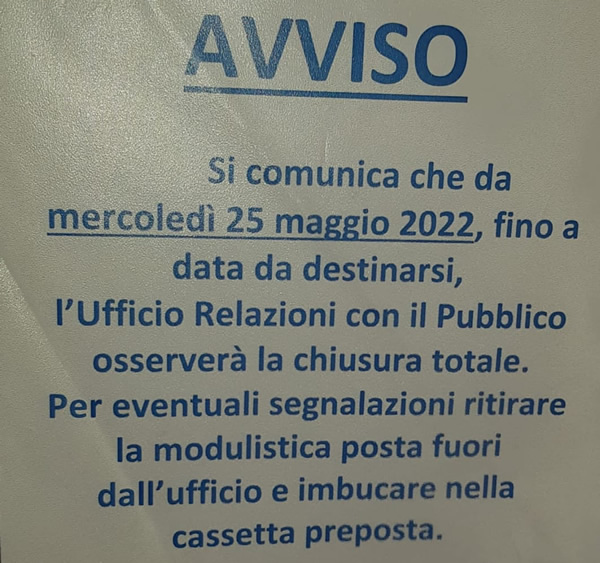 AVVISO
Si comunica che da
mercoledì 25 maggio 2022, fino a
data da destinarsi,
l'Ufficio Relazioni con il Pubblico
osserverà la chiusura totale.
Per eventuali segnalazioni ritirare
la modulistica posta fuori
dall'ufficio e imbucare nella
cassetta preposta.